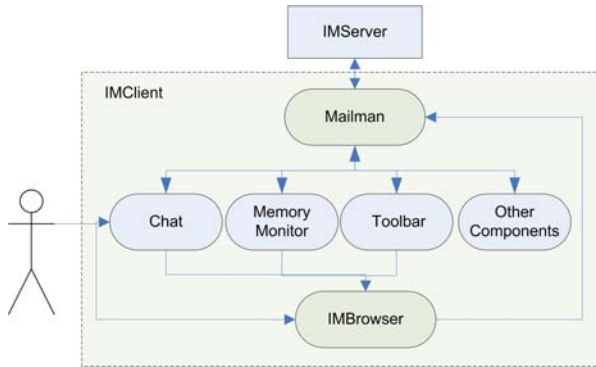 IMServer
IMClient
Mailman
Chat
Memory
Monitor
Toolbar
Other
Components
IMBrowser